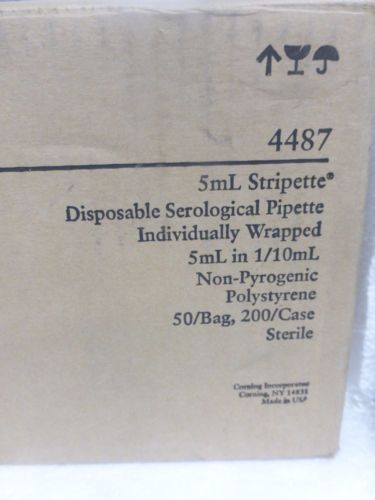 4487
5mL Stripette®
Disposable Serological Pipette
Individually Wrapped
5mL in 1/10mL
Non-Pyrogenic
Polystyrene
50/Bag, 200/Case
Sterile
Corning Incorporated
Corning, NY 14831
Made in USA